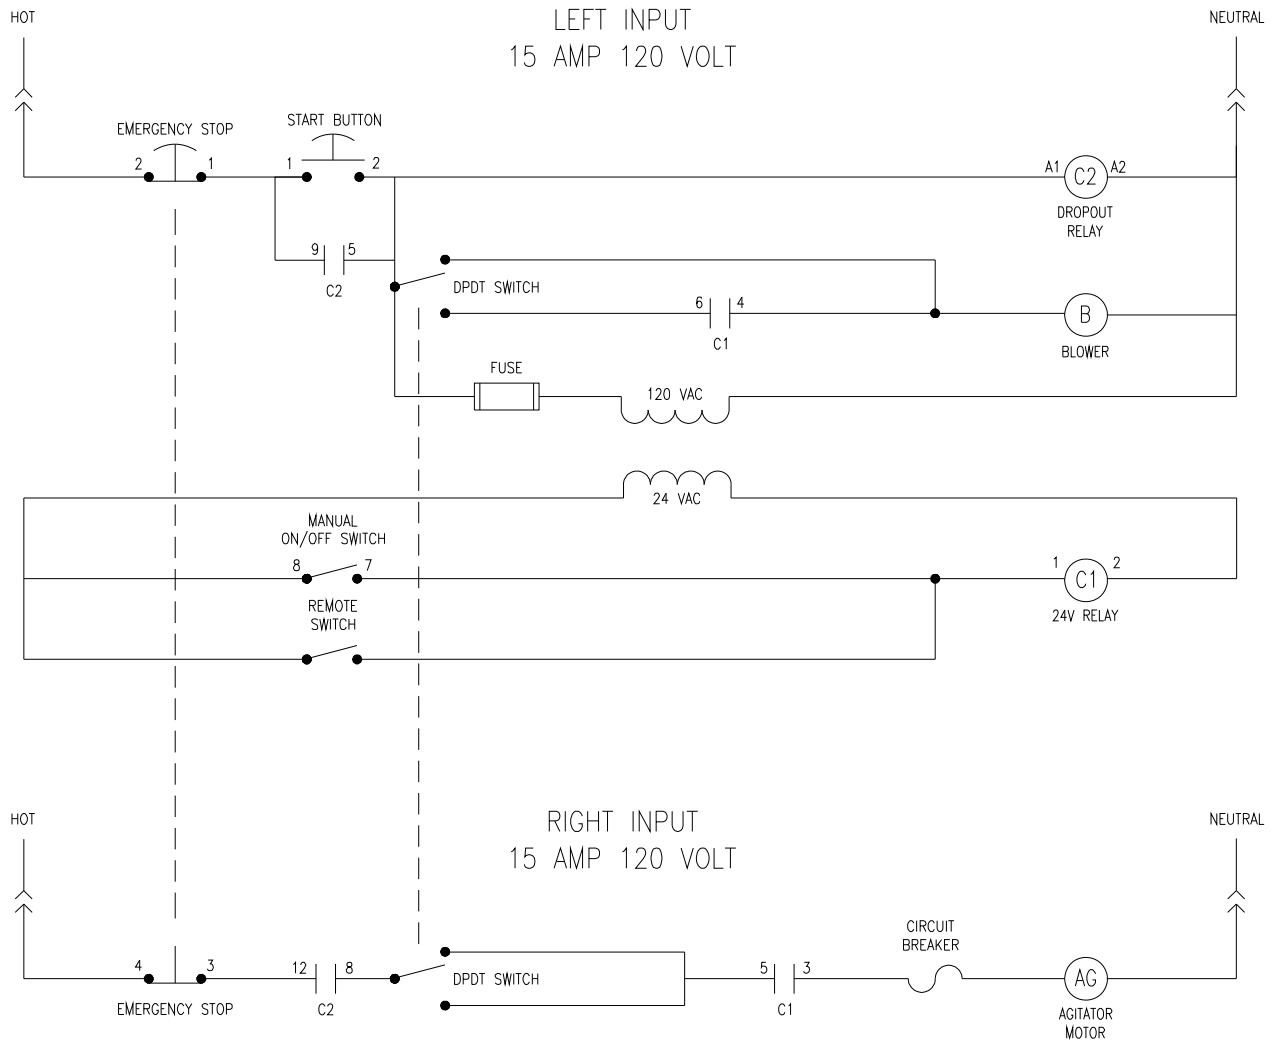 HOT
LEFT INPUT
NEUTRAL
15 AMP 120 VOLT
EMERGENCY STOP
START BUTTON
2 1
1 2
A1 C2 A2
DROPOUT
RELAY
9 5
C2
DPDT SWITCH
6 4
C1
B
BLOWER
FUSE
120 VAC
24 VAC
MANUAL
ON/OFF SWITCH
8 7
1 C1 2
24V RELAY
REMOTE
SWITCH
HOT
RIGHT INPUT
NEUTRAL
15 AMP 120 VOLT
CIRCUIT
BREAKER
4 3
EMERGENCY STOP
12 8
C2
DPDT SWITCH
5 3
C1
AG
AGITATOR
MOTOR